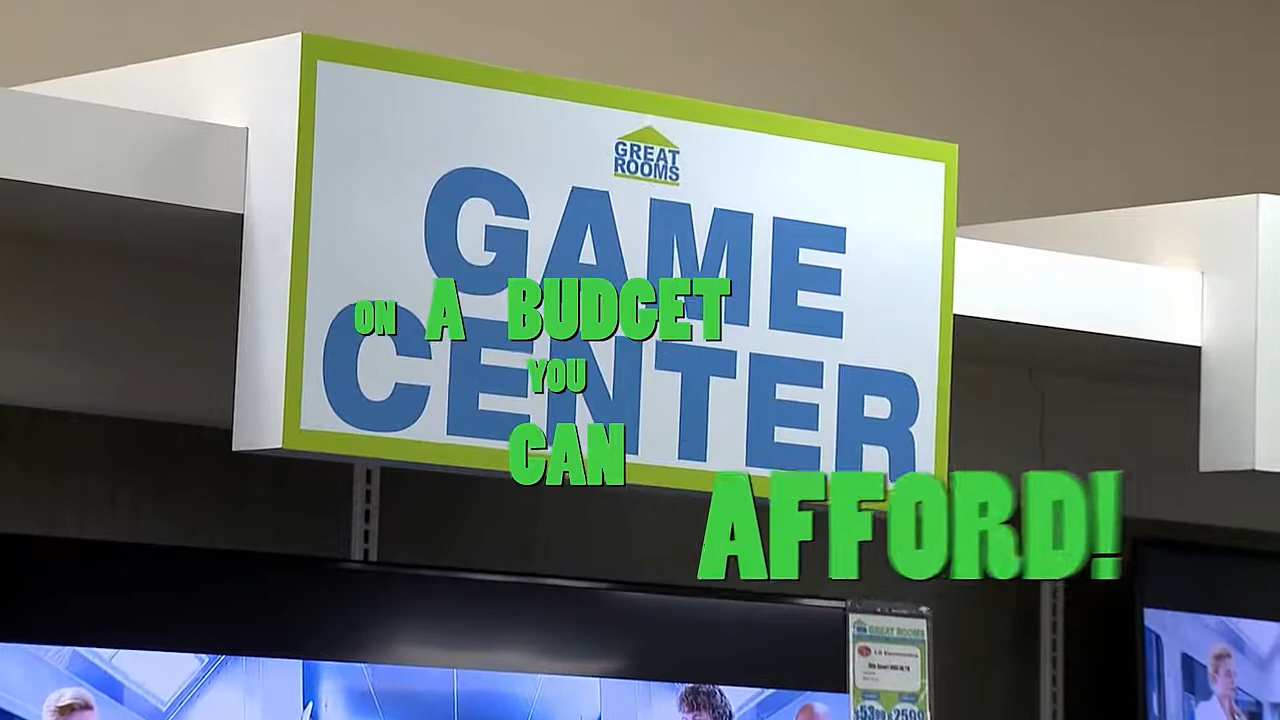 GREAT
ROOMS
GAME
CENTER
ON A BUDGET
YOU
CAN
AFFORD!
GREAT ROOMS